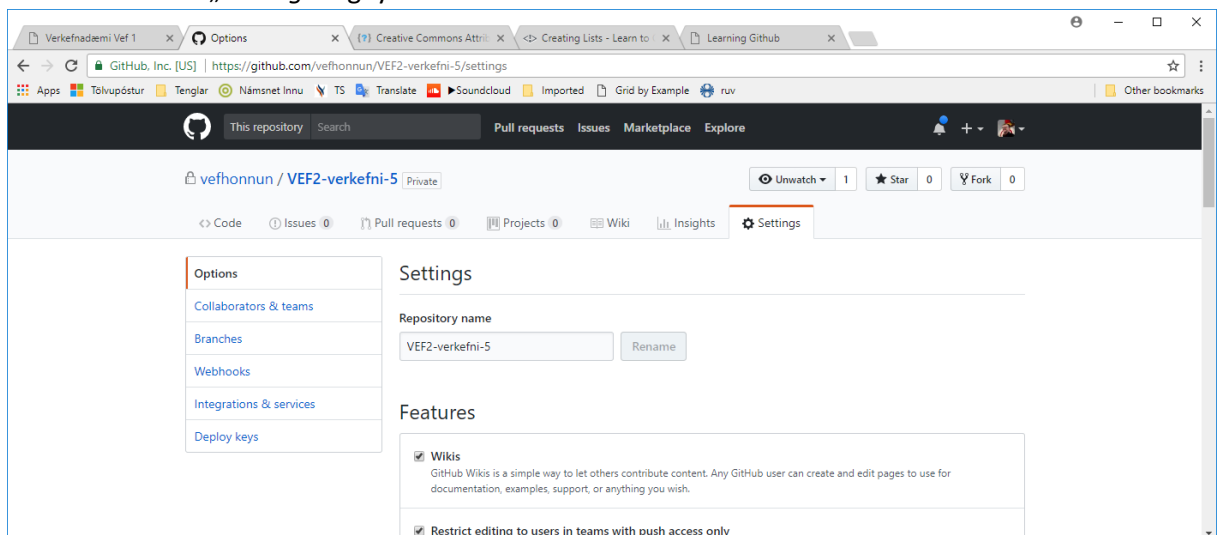 Verkefnadæmi Vef 1
Options
Creative Commons Attrib
Creating Lists - Learn to
Learning Github
GitHub, Inc. [US] | https://github.com/vefhonnun/VEF2-verkefni-5/settings
Apps Tölvupóstur Tenglar Námsnet Innu TS Translate ►Soundcloud Imported Grid by Example ruv Other bookmarks
This repository Search Pull requests Issues Marketplace Explore
vefhonnun / VEF2-verkefni-5 Private Unwatch 1 Star 0 Fork 0
Code Issues 0 Pull requests 0 Projects 0 Wiki Insights Settings
Options
Collaborators & teams
Branches
Webhooks
Integrations & services
Deploy keys
Settings
Repository name
VEF2-verkefni-5 Rename
Features
Wikis
GitHub Wikis is a simple way to let others contribute content. Any GitHub user can create and edit pages to use for
documentation, examples, support, or anything you wish.
Restrict editing to users in teams with push access only